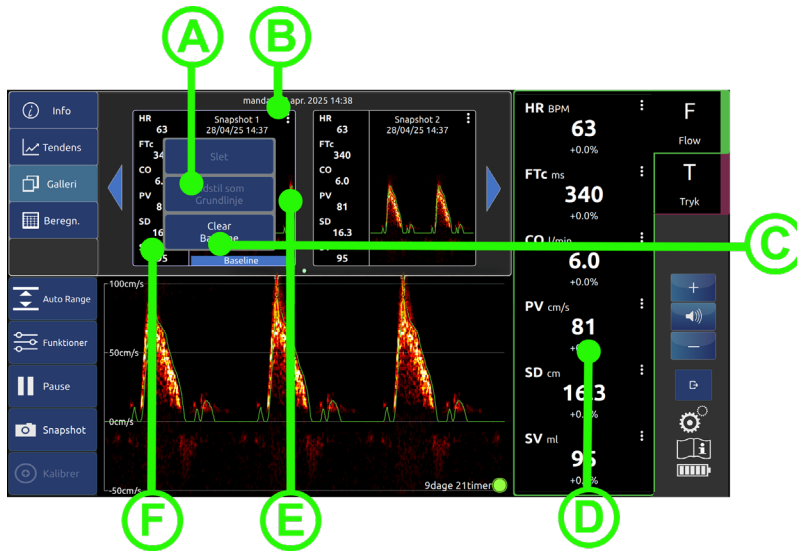 A
B
Info
Tendens
Galleri
Beregn.
apr. 2025 14:38
HR
63
FTc
CO
PV
SD
Snapshot 1
28/04/25 14:37
Slet
som
Grundlinje
Clear
Baseline
HR
63
FTc
340
CO
6.0
PV
81
SD
16.3
95
Snapshot 2
28/04/25 14:37
HR BPM
63
+0.0%
FTc ms
340
+0.0%
CO l/min
6.0
+0.0%
PV cm/s
81
SD cm
16.3
SV ml
95
F
Flow
T
Tryk
C
Auto Range
Funktioner
Pause
Snapshot
Kalibrer
100cm/s
50cm/s
0cm/s
-50cm/s
9dage 21timer
+
−
i
F
E
D